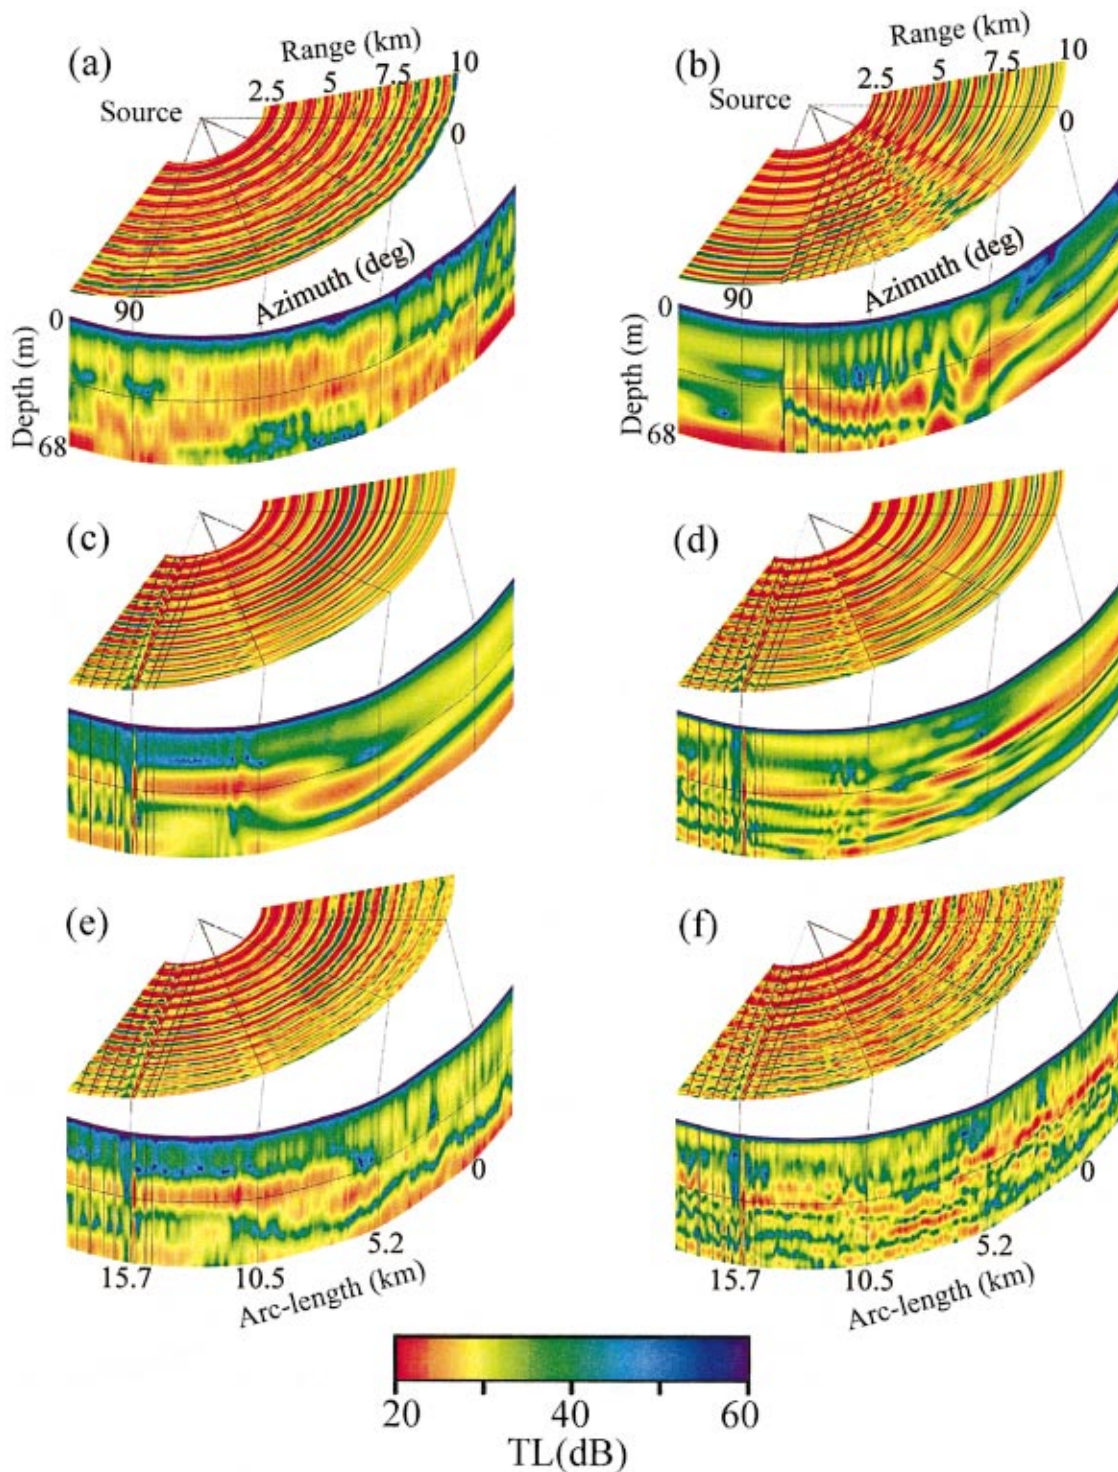 (a)
Range (km)
2.5 5 7.5 10
Source
0
Azimuth (deg)
90
0
Depth (m)
68
(b)
Range (km)
2.5 5 7.5 10
Source
0
Azimuth (deg)
90
0
Depth (m)
68
(c)
(d)
(e)
0
5.2
15.7 10.5
Arc-length (km)
(f)
0
5.2
15.7 10.5
Arc-length (km)
20 40 60
TL(dB)